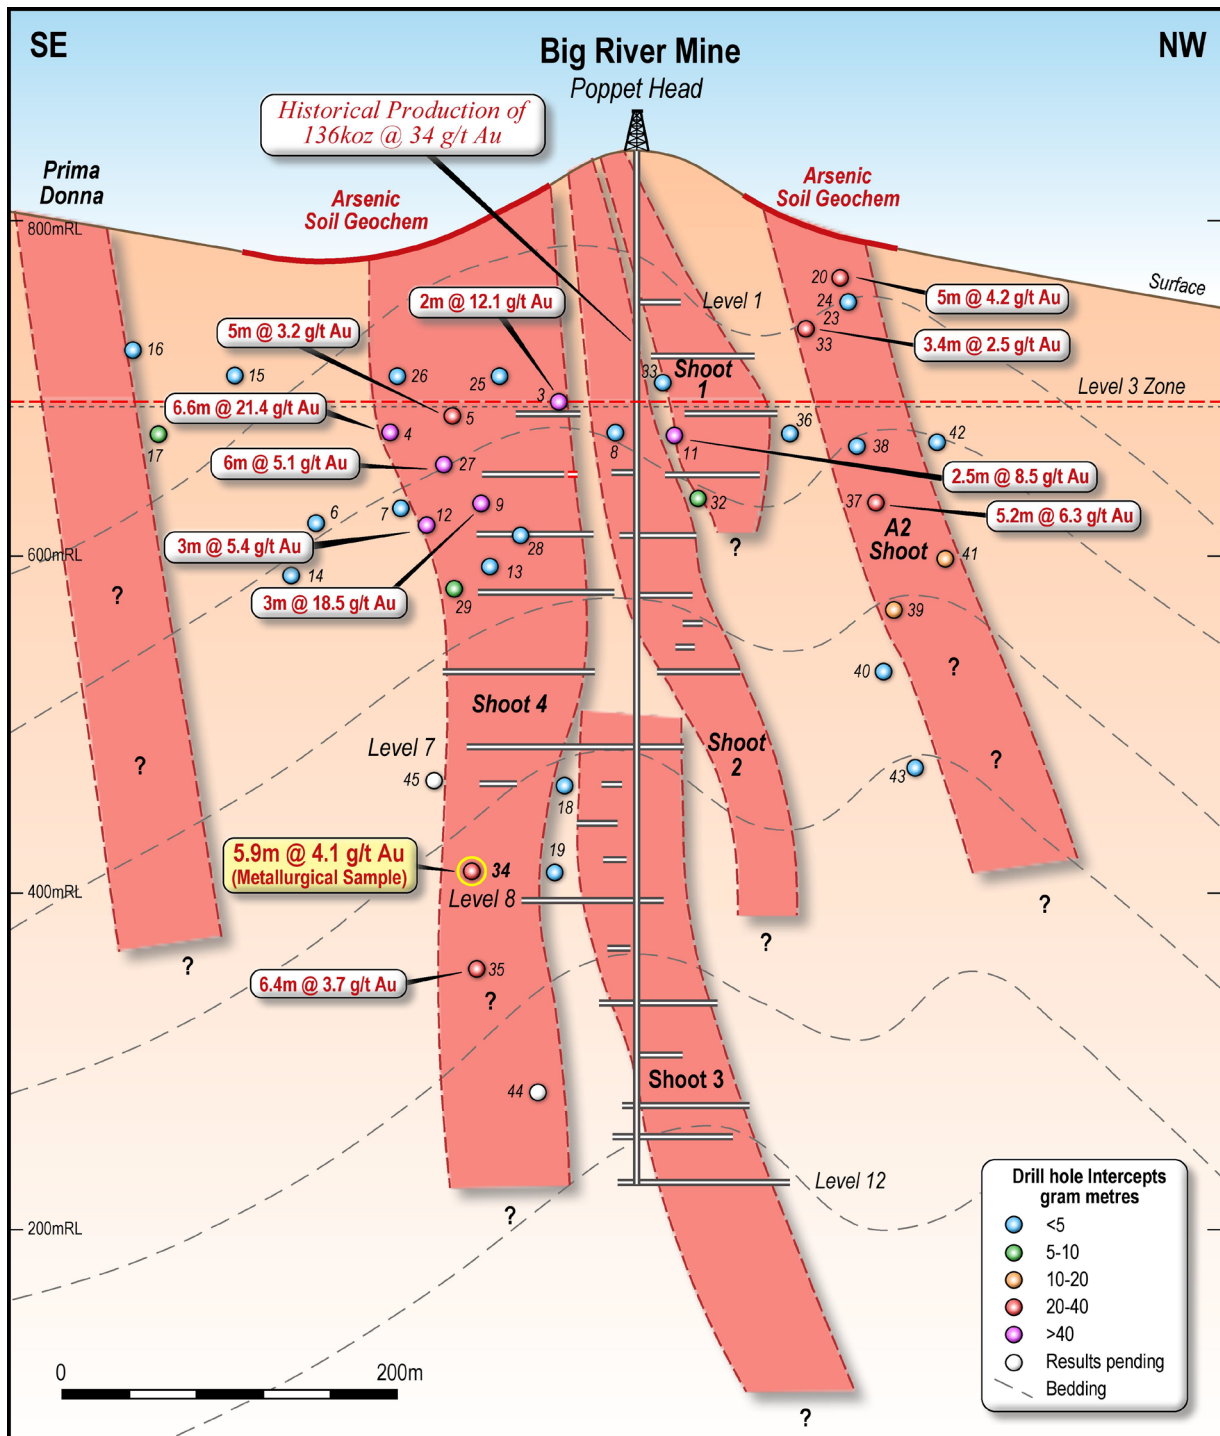 SE
Big River Mine
NW
Poppet Head
Historical Production of
136koz @ 34 g/t Au
Prima
Donna
Arsenic
Soil Geochem
Arsenic
Soil Geochem
800mRL
Surface
20
5m @ 4.2 g/t Au
24
2m @ 12.1 g/t Au
Level 1
23
33
3.4m @ 2.5 g/t Au
5m @ 3.2 g/t Au
16
15
26
25
33
Shoot
1
Level 3 Zone
3
6.6m @ 21.4 g/t Au
5
4
17
8
11
36
38
42
6m @ 5.1 g/t Au
27
2.5m @ 8.5 g/t Au
6
7
12
9
32
37
5.2m @ 6.3 g/t Au
A2
Shoot
3m @ 5.4 g/t Au
28
?
600mRL
41
14
13
3m @ 18.5 g/t Au
29
?
39
40
?
Shoot 4
Level 7
Shoot
2
?
?
45
18
43
5.9m @ 4.1 g/t Au
(Metallurgical Sample)
34
19
400mRL
Level 8
?
?
?
6.4m @ 3.7 g/t Au
35
?
44
Shoot 3
Level 12
?
200mRL
Drill hole Intercepts
gram metres
<5
5-10
10-20
20-40
>40
Results pending
Bedding
0
200m
?